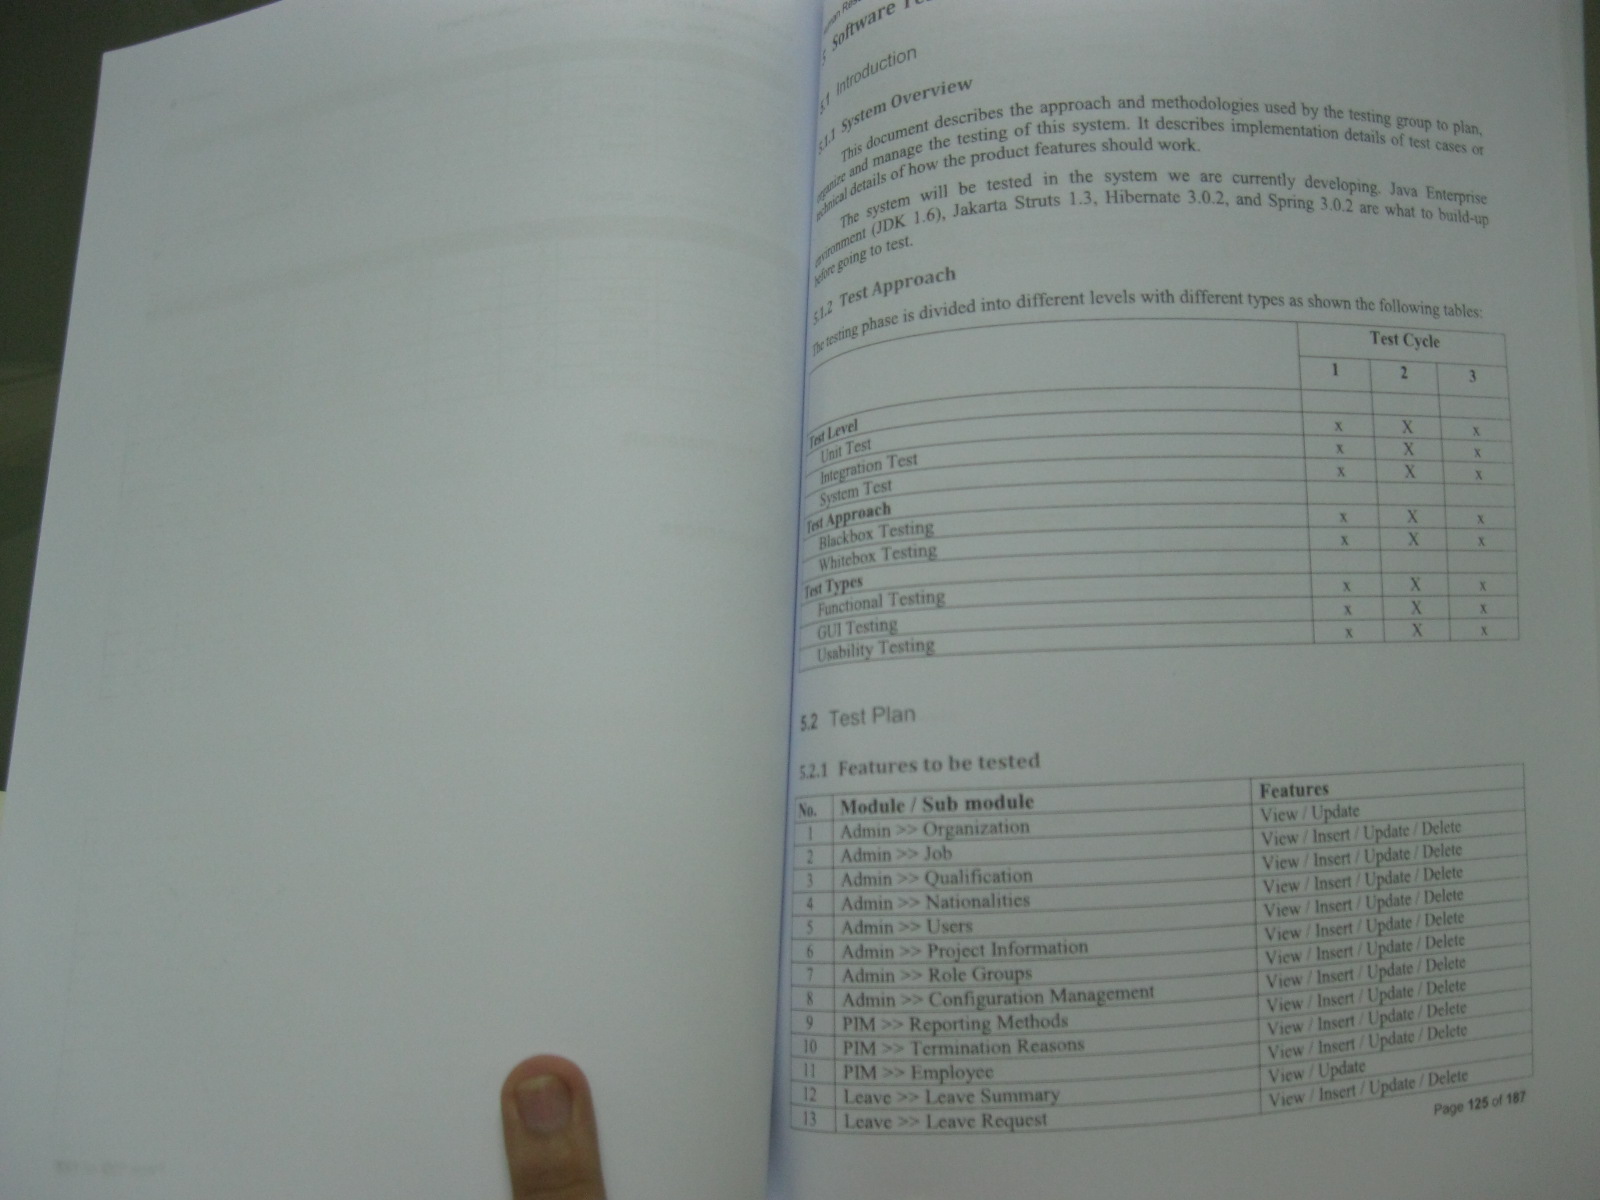 Software
5.1 Introduction
5.1.1 System Overview
This document describes the approach and methodologies used by the testing group to plan,
organize and manage the testing of this system. It describes implementation details of test cases or
technical details of how the product features should work.
The system will be tested in the system we are currently developing. Java Enterprise
environment (JDK 1.6), Jakarta Struts 1.3, Hibernate 3.0.2, and Spring 3.0.2 are what to build-up
before going to test.
5.1.2 Test Approach
The testing phase is divided into different levels with different types as shown the following tables:
Test Cycle
1 2 3
Test Level
Unit Test x X x
Integration Test x X x
System Test x X x
Test Approach
Blackbox Testing x X x
Whitebox Testing x X x
Test Types
Functional Testing x X x
GUI Testing x X x
Usability Testing x X x
5.2 Test Plan
5.2.1 Features to be tested
No. Module / Sub module Features
1 Admin >> Organization View / Update
2 Admin >> Job View / Insert / Update / Delete
3 Admin >> Qualification View / Insert / Update / Delete
4 Admin >> Nationalities View / Insert / Update / Delete
5 Admin >> Users View / Insert / Update / Delete
6 Admin >> Project Information View / Insert / Update / Delete
7 Admin >> Role Groups View / Insert / Update / Delete
8 Admin >> Configuration Management View / Insert / Update / Delete
9 PIM >> Reporting Methods View / Insert / Update / Delete
10 PIM >> Termination Reasons View / Insert / Update / Delete
11 PIM >> Employee View / Insert / Update / Delete
12 Leave >> Leave Summary View / Update
13 Leave >> Leave Request View / Insert / Update / Delete
Page 125 of 187